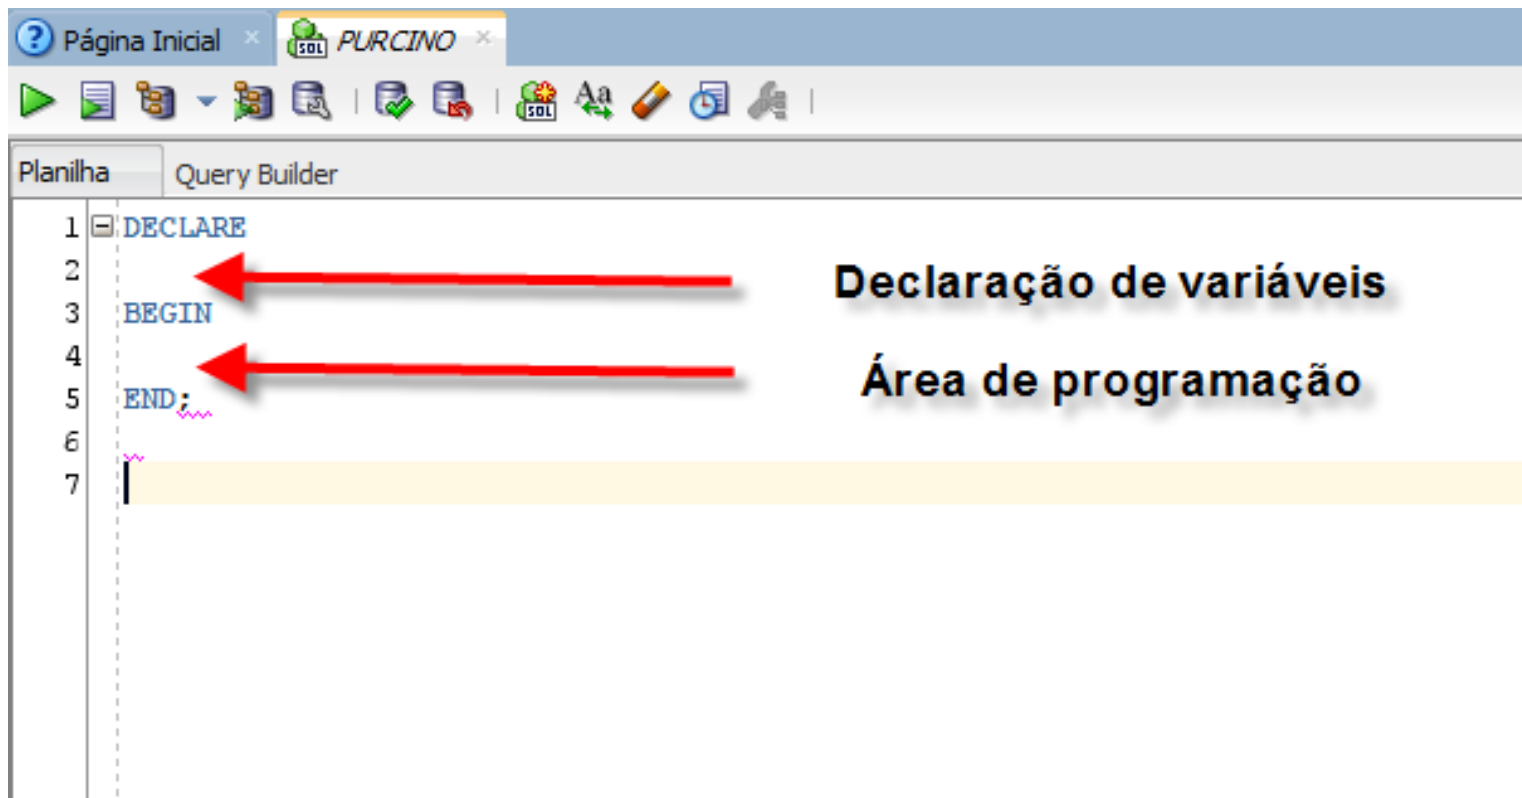 Página Inicial
PURCINO
SQL
Planilha
Query Builder
1 DECLARE
2
Declaração de variáveis
3 BEGIN
4
Área de programação
5 END;
6
7